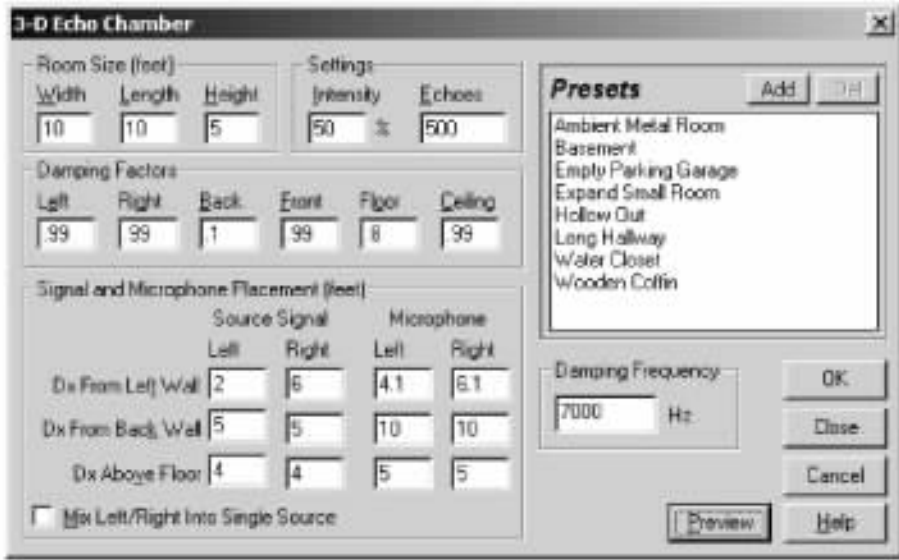 3-D Echo Chamber
Room Size (feet)
Width Length Height
10 10 5
Settings
Intensity Echoes
50 % 500
Damping Factors
Left Right Back Front Floor Ceiling
.99 .99 .1 .99 .8 .99
Signal and Microphone Placement (feet)
Source Signal Microphone
Left Right Left Right
Dx From Left Wall 2 6 4.1 6.1
Dx From Back Wall 5 5 10 10
Dx Above Floor 4 4 5 5
Mix Left/Right Into Single Source
Presets Add Del
Ambient Metal Room
Basement
Empty Parking Garage
Expand Small Room
Hollow Out
Long Hallway
Water Closet
Wooden Coffin
Damping Frequency
7000 Hz
OK
Close
Cancel
Preview Help